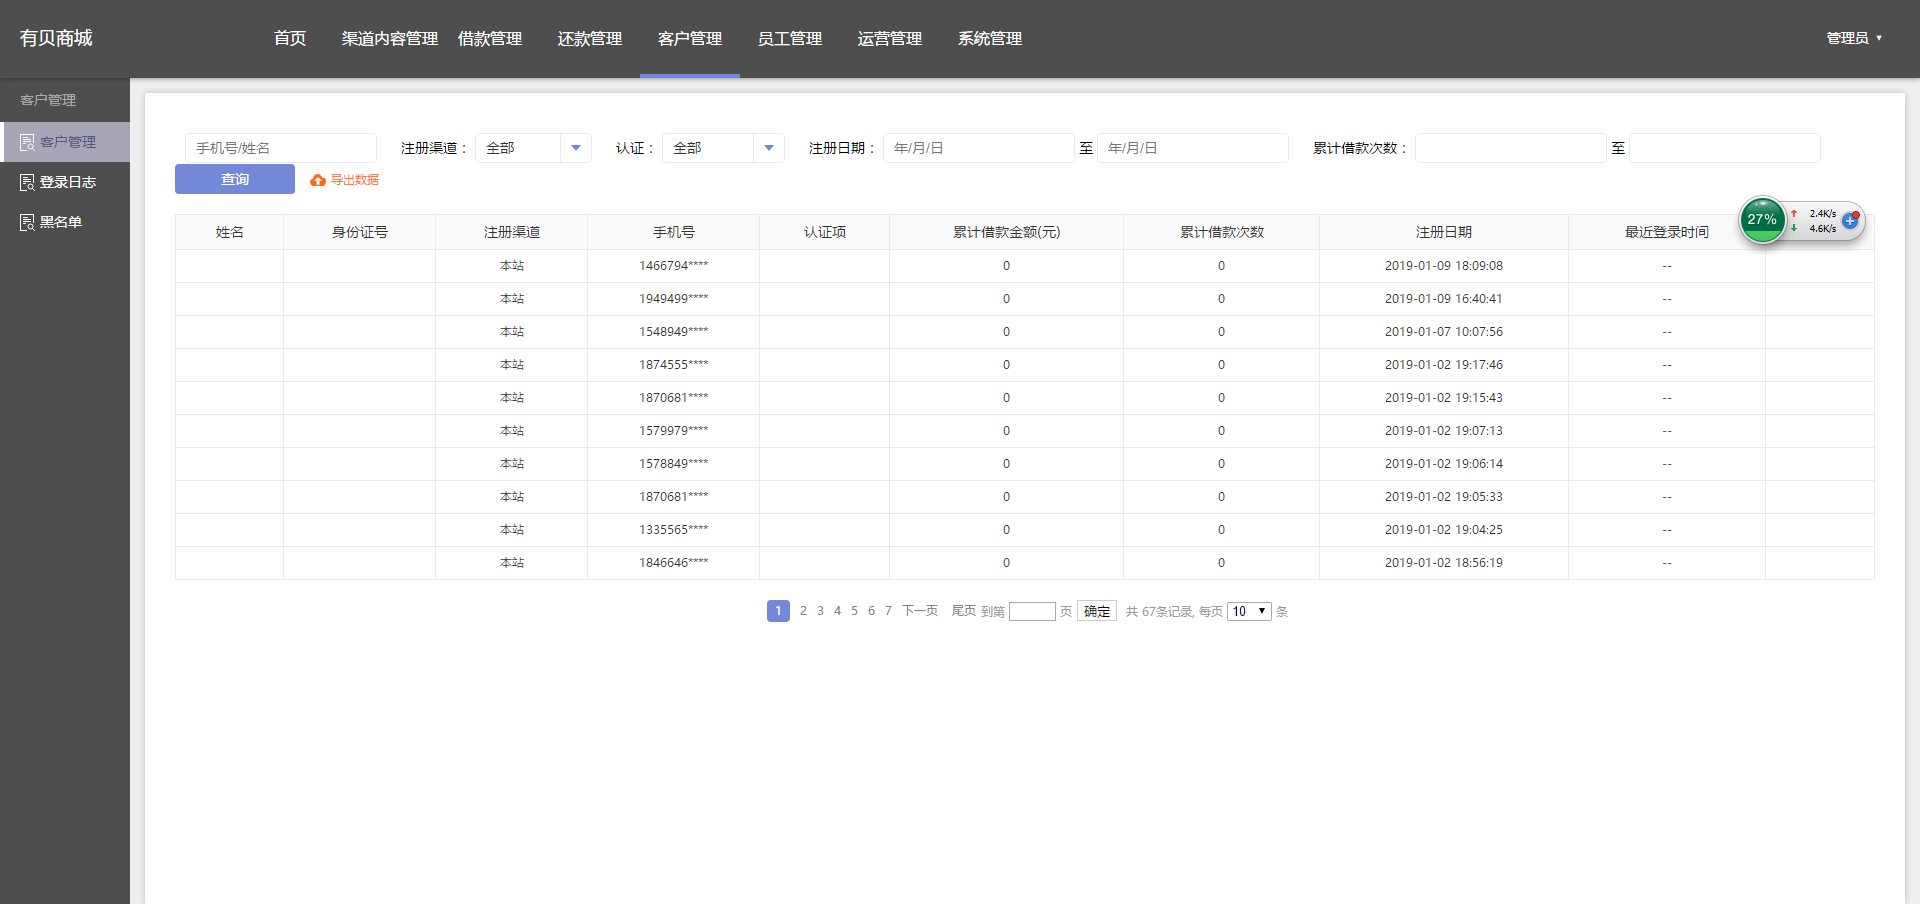 有贝商城 首页 渠道内容管理 借款管理 还款管理 客户管理 员工管理 运营管理 系统管理 管理员
客户管理
客户管理
登录日志
黑名单
手机号/姓名 注册渠道： 全部 认证： 全部 注册日期： 年/月/日 至 年/月/日 累计借款次数： 至
查询 导出数据
27% 2.4K/s
4.6K/s
姓名 身份证号 注册渠道 手机号 认证项 累计借款金额(元) 累计借款次数 注册日期 最近登录时间
本站 1466794**** 0 0 2019-01-09 18:09:08 --
本站 1949499**** 0 0 2019-01-09 16:40:41 --
本站 1548949**** 0 0 2019-01-07 10:07:56 --
本站 1874555**** 0 0 2019-01-02 19:17:46 --
本站 1870681**** 0 0 2019-01-02 19:15:43 --
本站 1579979**** 0 0 2019-01-02 19:07:13 --
本站 1578849**** 0 0 2019-01-02 19:06:14 --
本站 1870681**** 0 0 2019-01-02 19:05:33 --
本站 1335565**** 0 0 2019-01-02 19:04:25 --
本站 1846646**** 0 0 2019-01-02 18:56:19 --
1 2 3 4 5 6 7 下一页 尾页 到第 页 确定 共 67条记录, 每页 10 条